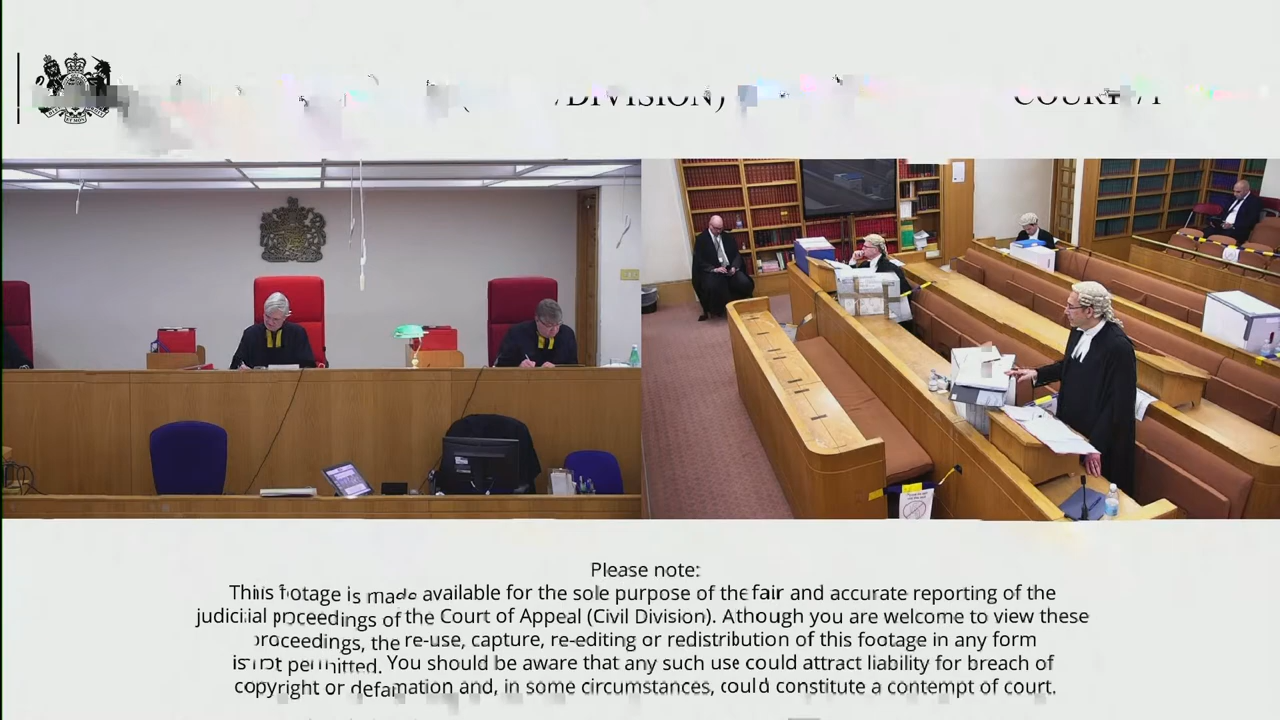 DIVISION)
COURT 71
Please note:
This footage is made available for the sole purpose of the fair and accurate reporting of the
judicial proceedings of the Court of Appeal (Civil Division). Athough you are welcome to view these
proceedings, the re-use, capture, re-editing or redistribution of this footage in any form
is not permitted. You should be aware that any such use could attract liability for breach of
copyright or defamation and, in some circumstances, could constitute a contempt of court.